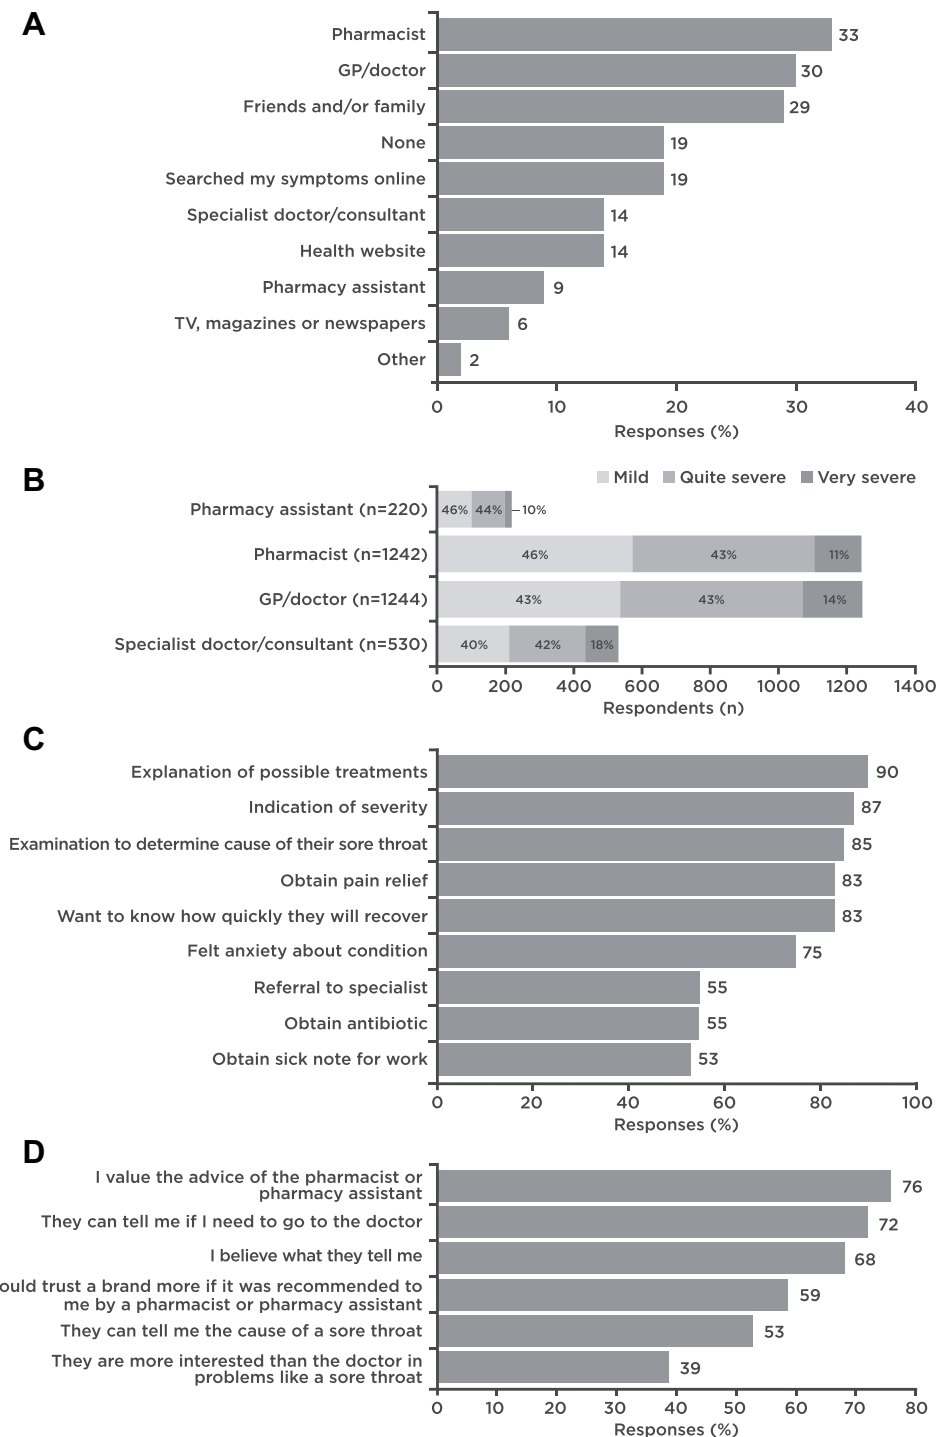 A
Pharmacist 33
GP/doctor 30
Friends and/or family 29
None 19
Searched my symptoms online 19
Specialist doctor/consultant 14
Health website 14
Pharmacy assistant 9
TV, magazines or newspapers 6
Other 2
0 10 20 30 40
Responses (%)
B
Mild Quite severe Very severe
Pharmacy assistant (n=220) 46% 44% 10%
Pharmacist (n=1242) 46% 43% 11%
GP/doctor (n=1244) 43% 43% 14%
Specialist doctor/consultant (n=530) 40% 42% 18%
0 200 400 600 800 1000 1200 1400
Respondents (n)
C
Explanation of possible treatments 90
Indication of severity 87
Examination to determine cause of their sore throat 85
Obtain pain relief 83
Want to know how quickly they will recover 83
Felt anxiety about condition 75
Referral to specialist 55
Obtain antibiotic 55
Obtain sick note for work 53
0 20 40 60 80 100
Responses (%)
D
I value the advice of the pharmacist or
pharmacy assistant 76
They can tell me if I need to go to the doctor 72
I believe what they tell me 68
ould trust a brand more if it was recommended to
me by a pharmacist or pharmacy assistant 59
They can tell me the cause of a sore throat 53
They are more interested than the doctor in
problems like a sore throat 39
0 10 20 30 40 50 60 70 80
Responses (%)